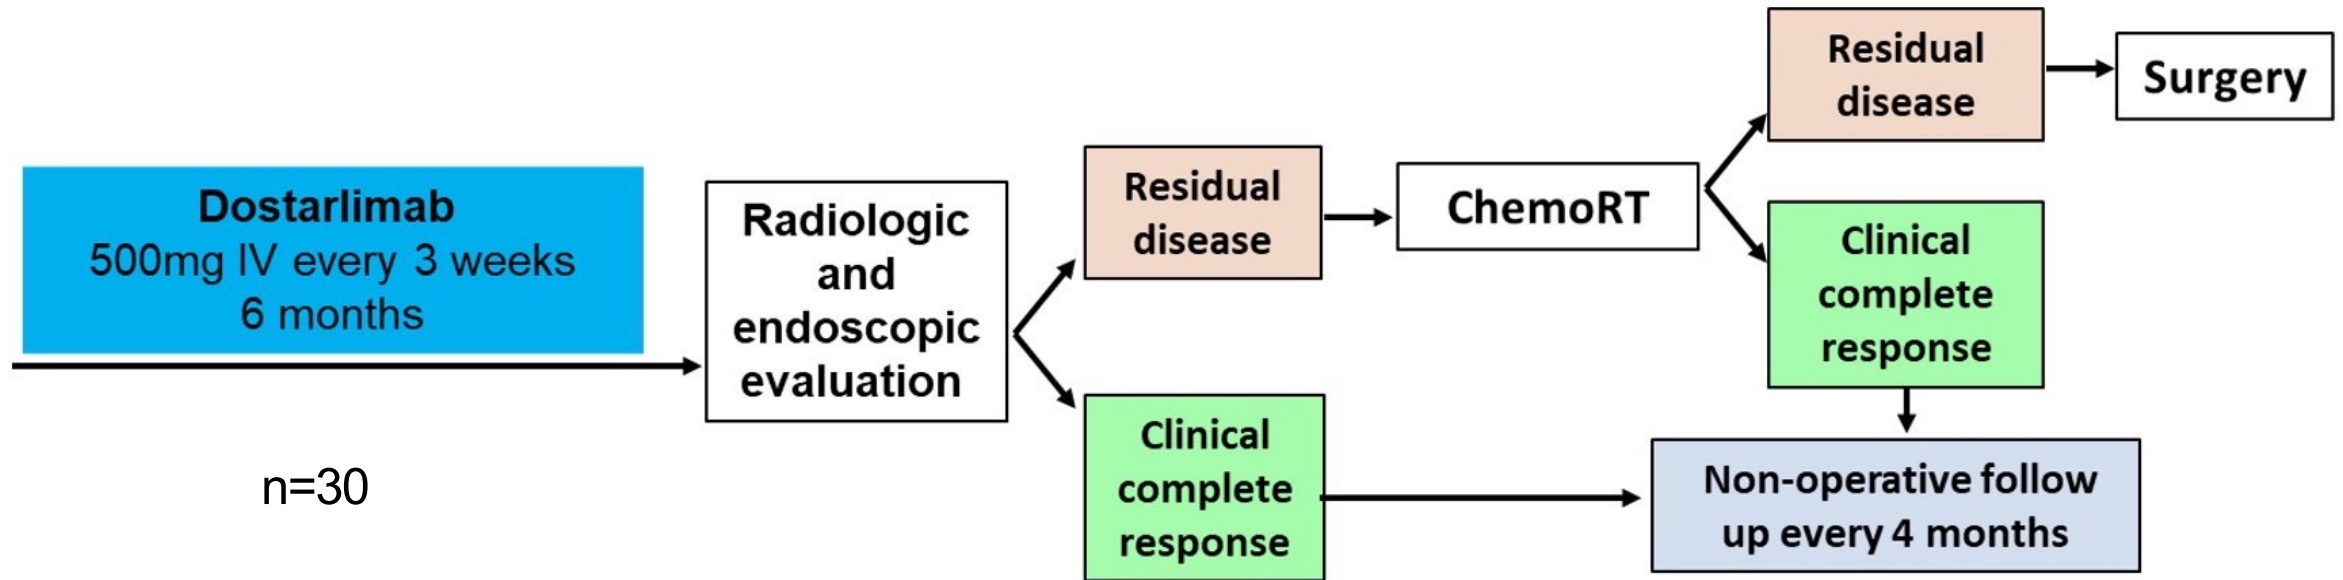 Dostarlimab
500mg IV every 3 weeks
6 months
n=30
Radiologic
and
endoscopic
evaluation
Residual
disease
ChemoRT
Residual
disease
Surgery
Clinical
complete
response
Clinical
complete
response
Non-operative follow
up every 4 months